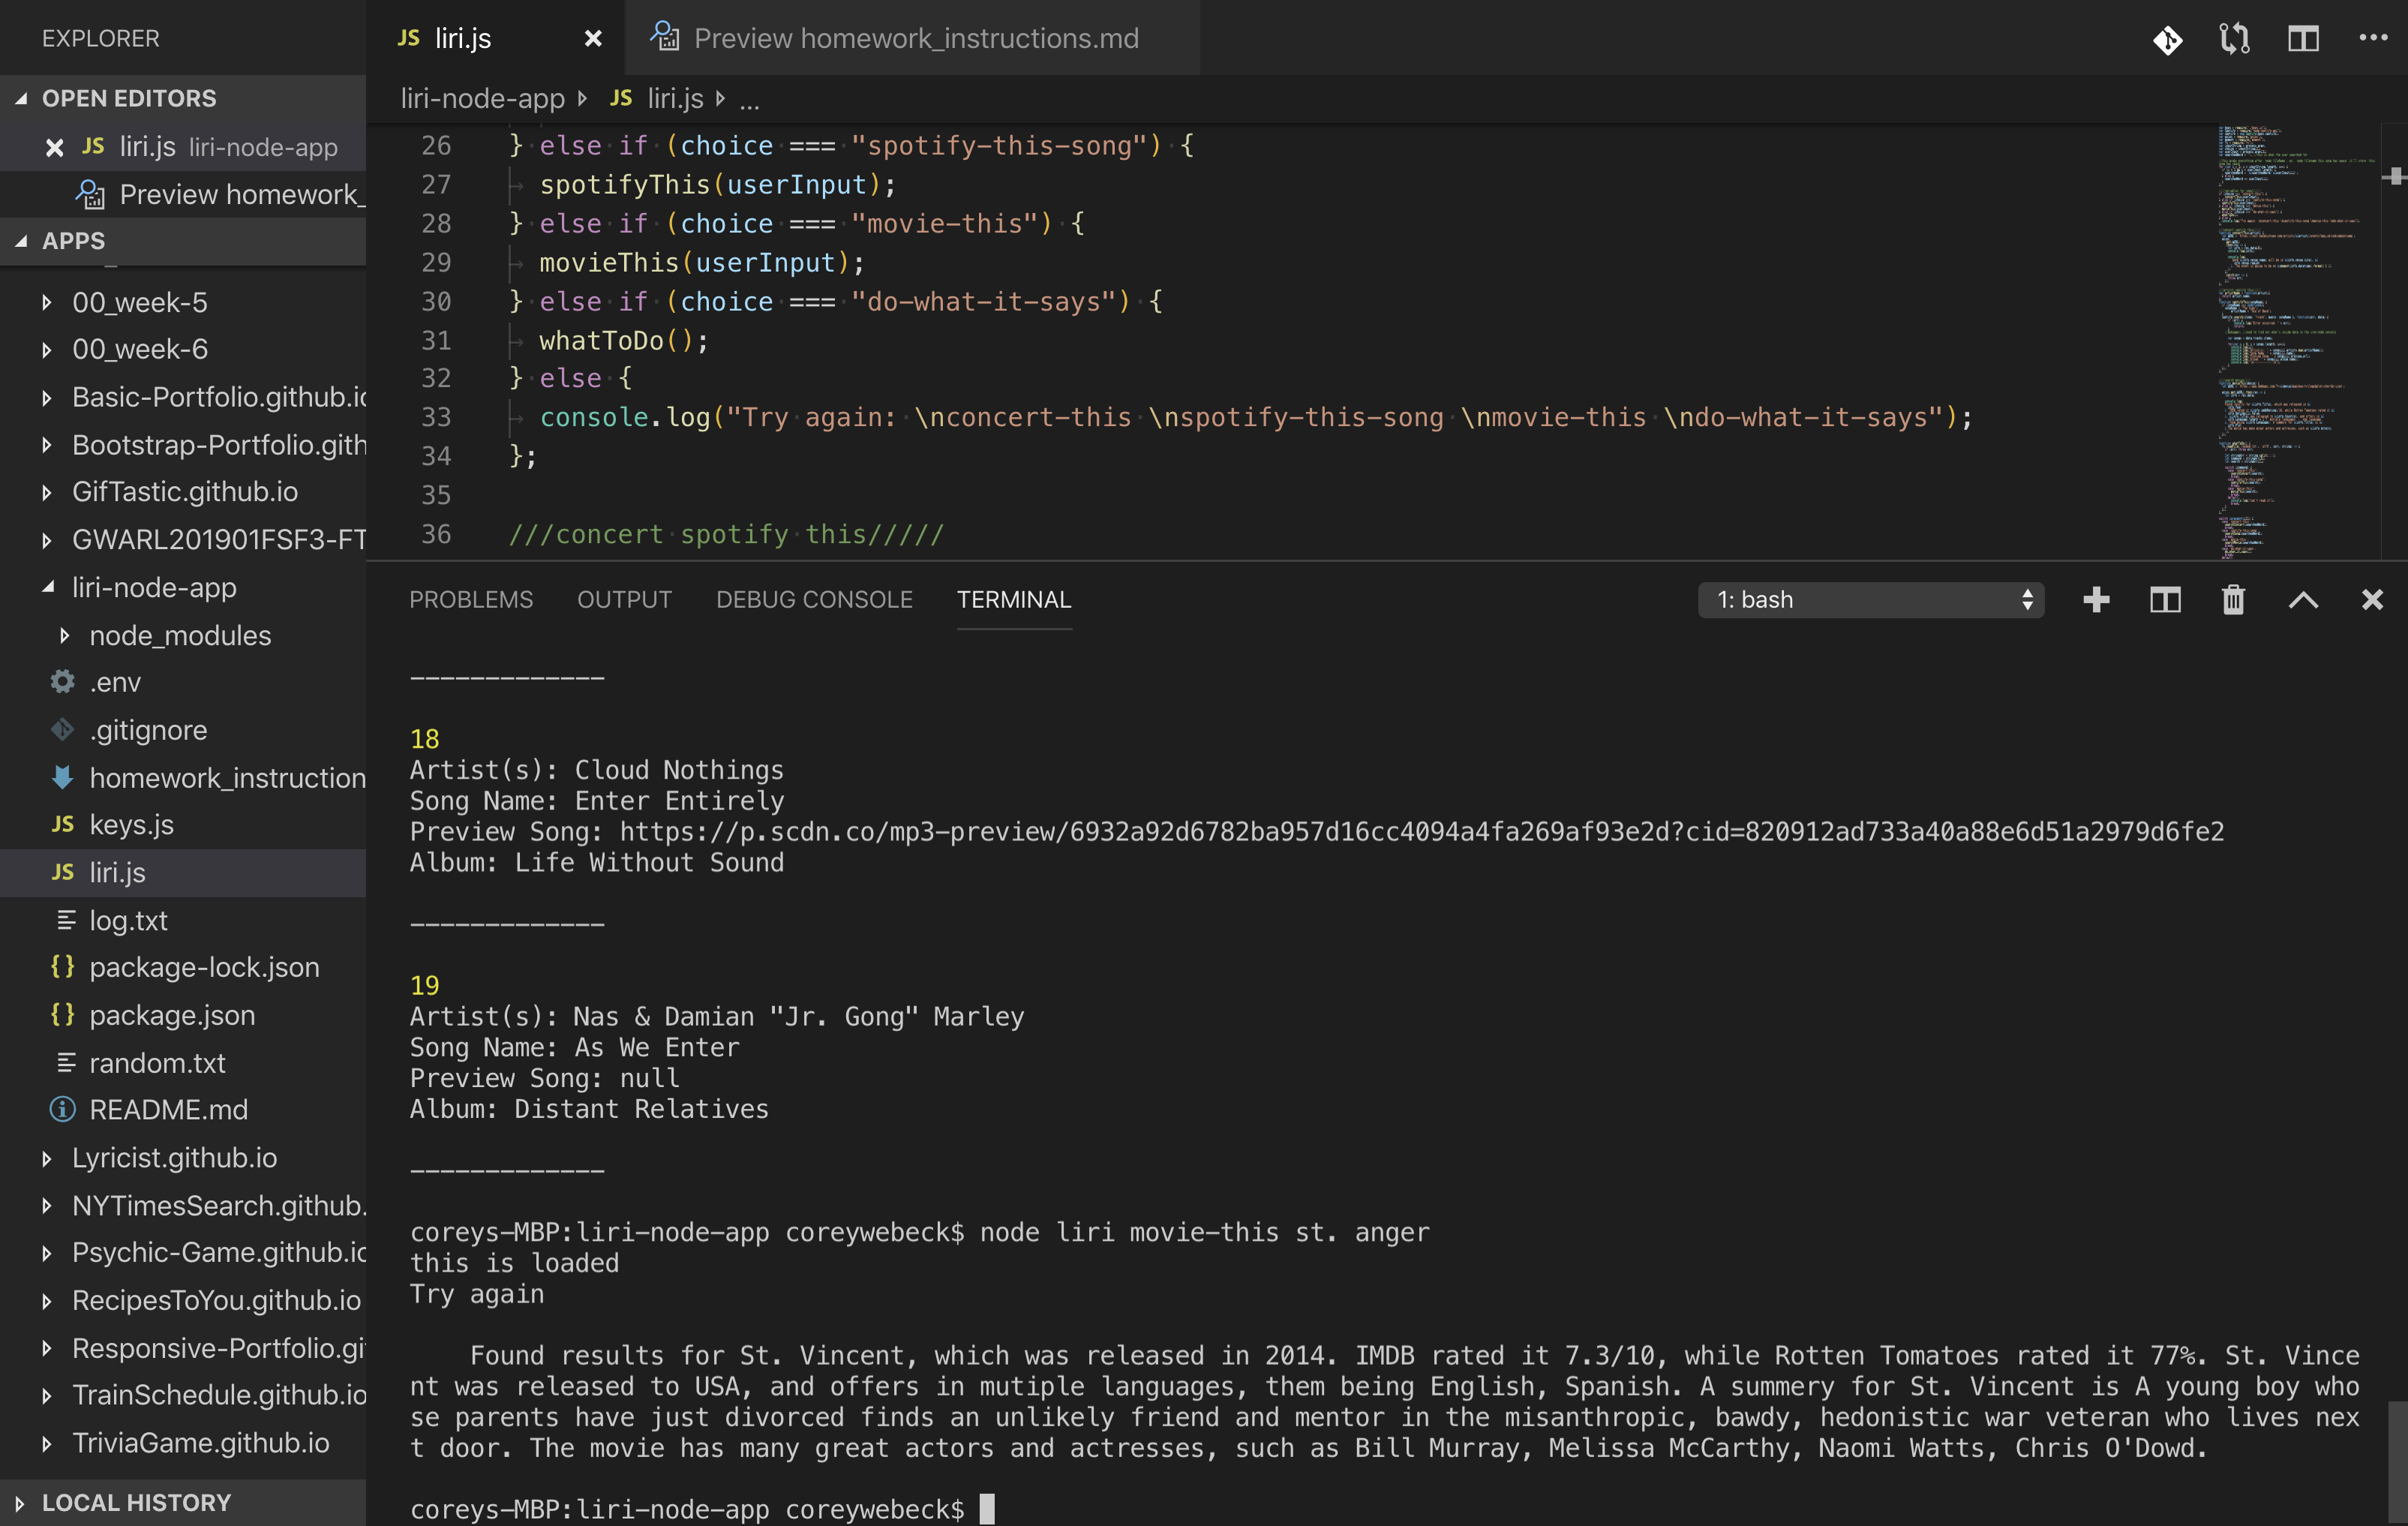 EXPLORER
OPEN EDITORS
JS liri.js liri-node-app
Preview homework_
APPS
00_week-5
00_week-6
Basic-Portfolio.github.io
Bootstrap-Portfolio.gith
GifTastic.github.io
GWARL201901FSF3-FT
liri-node-app
node_modules
.env
.gitignore
homework_instruction
JS keys.js
JS liri.js
log.txt
{} package-lock.json
{} package.json
random.txt
README.md
Lyricist.github.io
NYTimesSearch.github.
Psychic-Game.github.io
RecipesToYou.github.io
Responsive-Portfolio.gi
TrainSchedule.github.io
TriviaGame.github.io
LOCAL HISTORY
JS liri.js
Preview homework_instructions.md
liri-node-app JS liri.js ...
26 } else if (choice === "spotify-this-song") {
27 spotifyThis(userInput);
28 } else if (choice === "movie-this") {
29 movieThis(userInput);
30 } else if (choice === "do-what-it-says") {
31 whatToDo();
32 } else {
33 console.log("Try again: \nconcert-this \nspotify-this-song \nmovie-this \ndo-what-it-says");
34 };
35
36 ///concert spotify this/////
PROBLEMS OUTPUT DEBUG CONSOLE TERMINAL 1: bash
-------------
18
Artist(s): Cloud Nothings
Song Name: Enter Entirely
Preview Song: https://p.scdn.co/mp3-preview/6932a92d6782ba957d16cc4094a4fa269af93e2d?cid=820912ad733a40a88e6d51a2979d6fe2
Album: Life Without Sound
-------------
19
Artist(s): Nas & Damian "Jr. Gong" Marley
Song Name: As We Enter
Preview Song: null
Album: Distant Relatives
-------------
coreys-MBP:liri-node-app coreywebeck$ node liri movie-this st. anger
this is loaded
Try again
Found results for St. Vincent, which was released in 2014. IMDB rated it 7.3/10, while Rotten Tomatoes rated it 77%. St. Vince
nt was released to USA, and offers in mutiple languages, them being English, Spanish. A summery for St. Vincent is A young boy who
se parents have just divorced finds an unlikely friend and mentor in the misanthropic, bawdy, hedonistic war veteran who lives nex
t door. The movie has many great actors and actresses, such as Bill Murray, Melissa McCarthy, Naomi Watts, Chris O'Dowd.
coreys-MBP:liri-node-app coreywebeck$